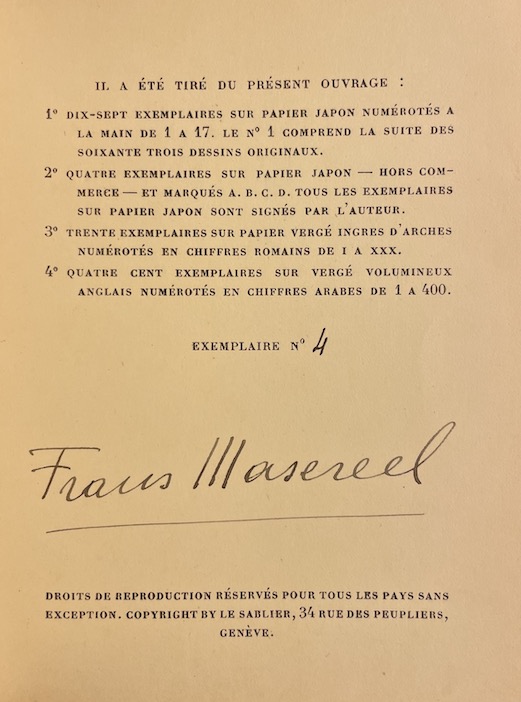 IL A ÉTÉ TIRÉ DU PRÉSENT OUVRAGE :
1° DIX-SEPT EXEMPLAIRES SUR PAPIER JAPON NUMÉROTÉS A
LA MAIN DE 1 A 17. LE N° 1 COMPREND LA SUITE DES
SOIXANTE TROIS DESSINS ORIGINAUX.
2° QUATRE EXEMPLAIRES SUR PAPIER JAPON — HORS COM-
MERCE — ET MARQUÉS A. B. C. D. TOUS LES EXEMPLAIRES
SUR PAPIER JAPON SONT SIGNÉS PAR L'AUTEUR.
3° TRENTE EXEMPLAIRES SUR PAPIER VERGÉ INGRES D'ARCHES
NUMÉROTÉS EN CHIFFRES ROMAINS DE I A XXX.
4° QUATRE CENT EXEMPLAIRES SUR VERGÉ VOLUMINEUX
ANGLAIS NUMÉROTÉS EN CHIFFRES ARABES DE 1 A 400.
EXEMPLAIRE N° 4
Frans Masereel
DROITS DE REPRODUCTION RÉSERVÉS POUR TOUS LES PAYS SANS
EXCEPTION. COPYRIGHT BY LE SABLIER, 34 RUE DES PEUPLIERS,
GENÈVE.